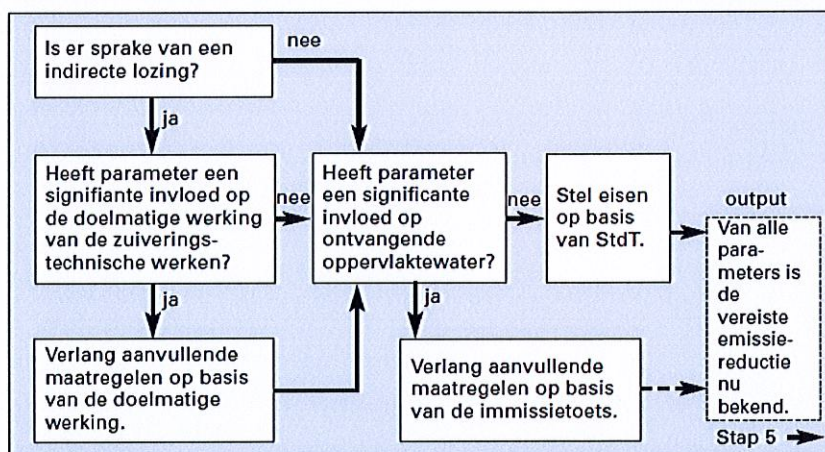 Is er sprake van een
indirecte lozing?
nee
ja
Heeft parameter een
signifiante invloed op
de doelmatige werking
van de zuiverings-
technische werken?
nee
Heeft parameter
een significante
invloed op
ontvangende
oppervlaktewater?
nee
Stel eisen
op basis
van StdT.
output
Van alle
para-
meters is
de
vereiste
emissie-
reductie
nu
bekend.
ja
Verlang aanvullende
maatregelen op basis
van de doelmatige
werking.
ja
Verlang aanvullende
maatregelen op basis
van de immissietoets.
Stap 5